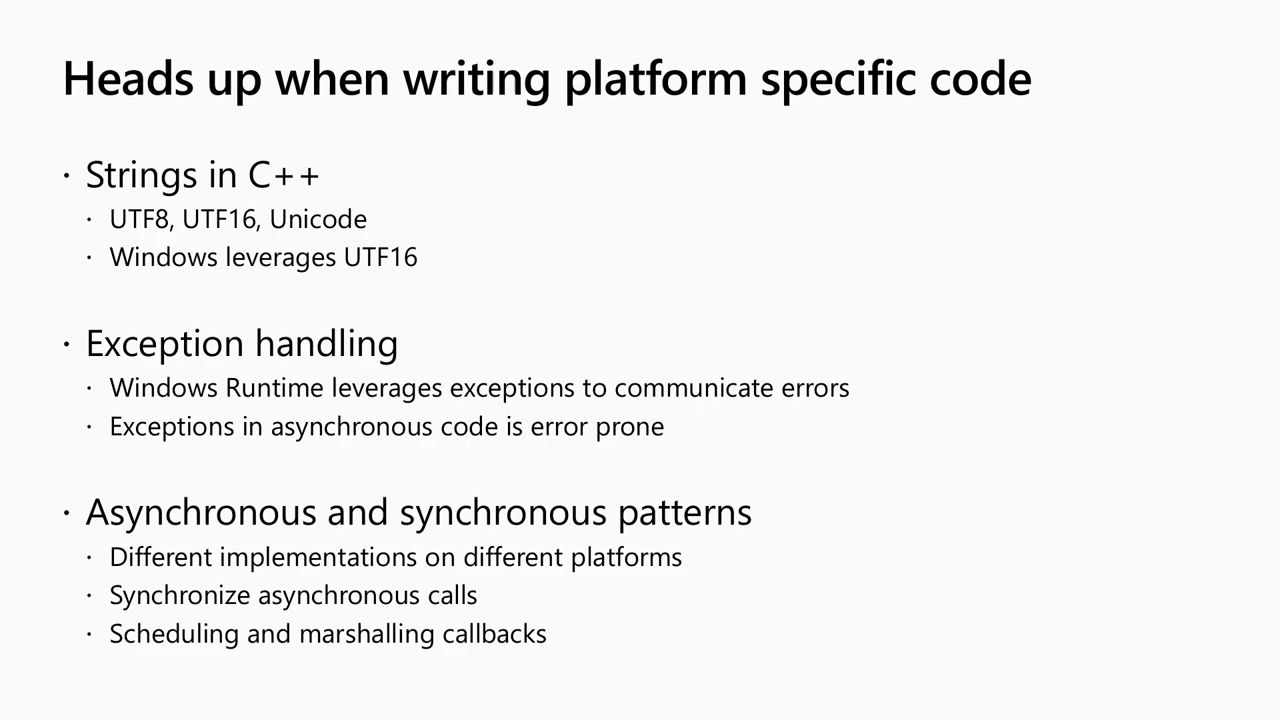 Heads up when writing platform specific code
· Strings in C++
· UTF8, UTF16, Unicode
· Windows leverages UTF16
· Exception handling
· Windows Runtime leverages exceptions to communicate errors
· Exceptions in asynchronous code is error prone
· Asynchronous and synchronous patterns
· Different implementations on different platforms
· Synchronize asynchronous calls
· Scheduling and marshalling callbacks